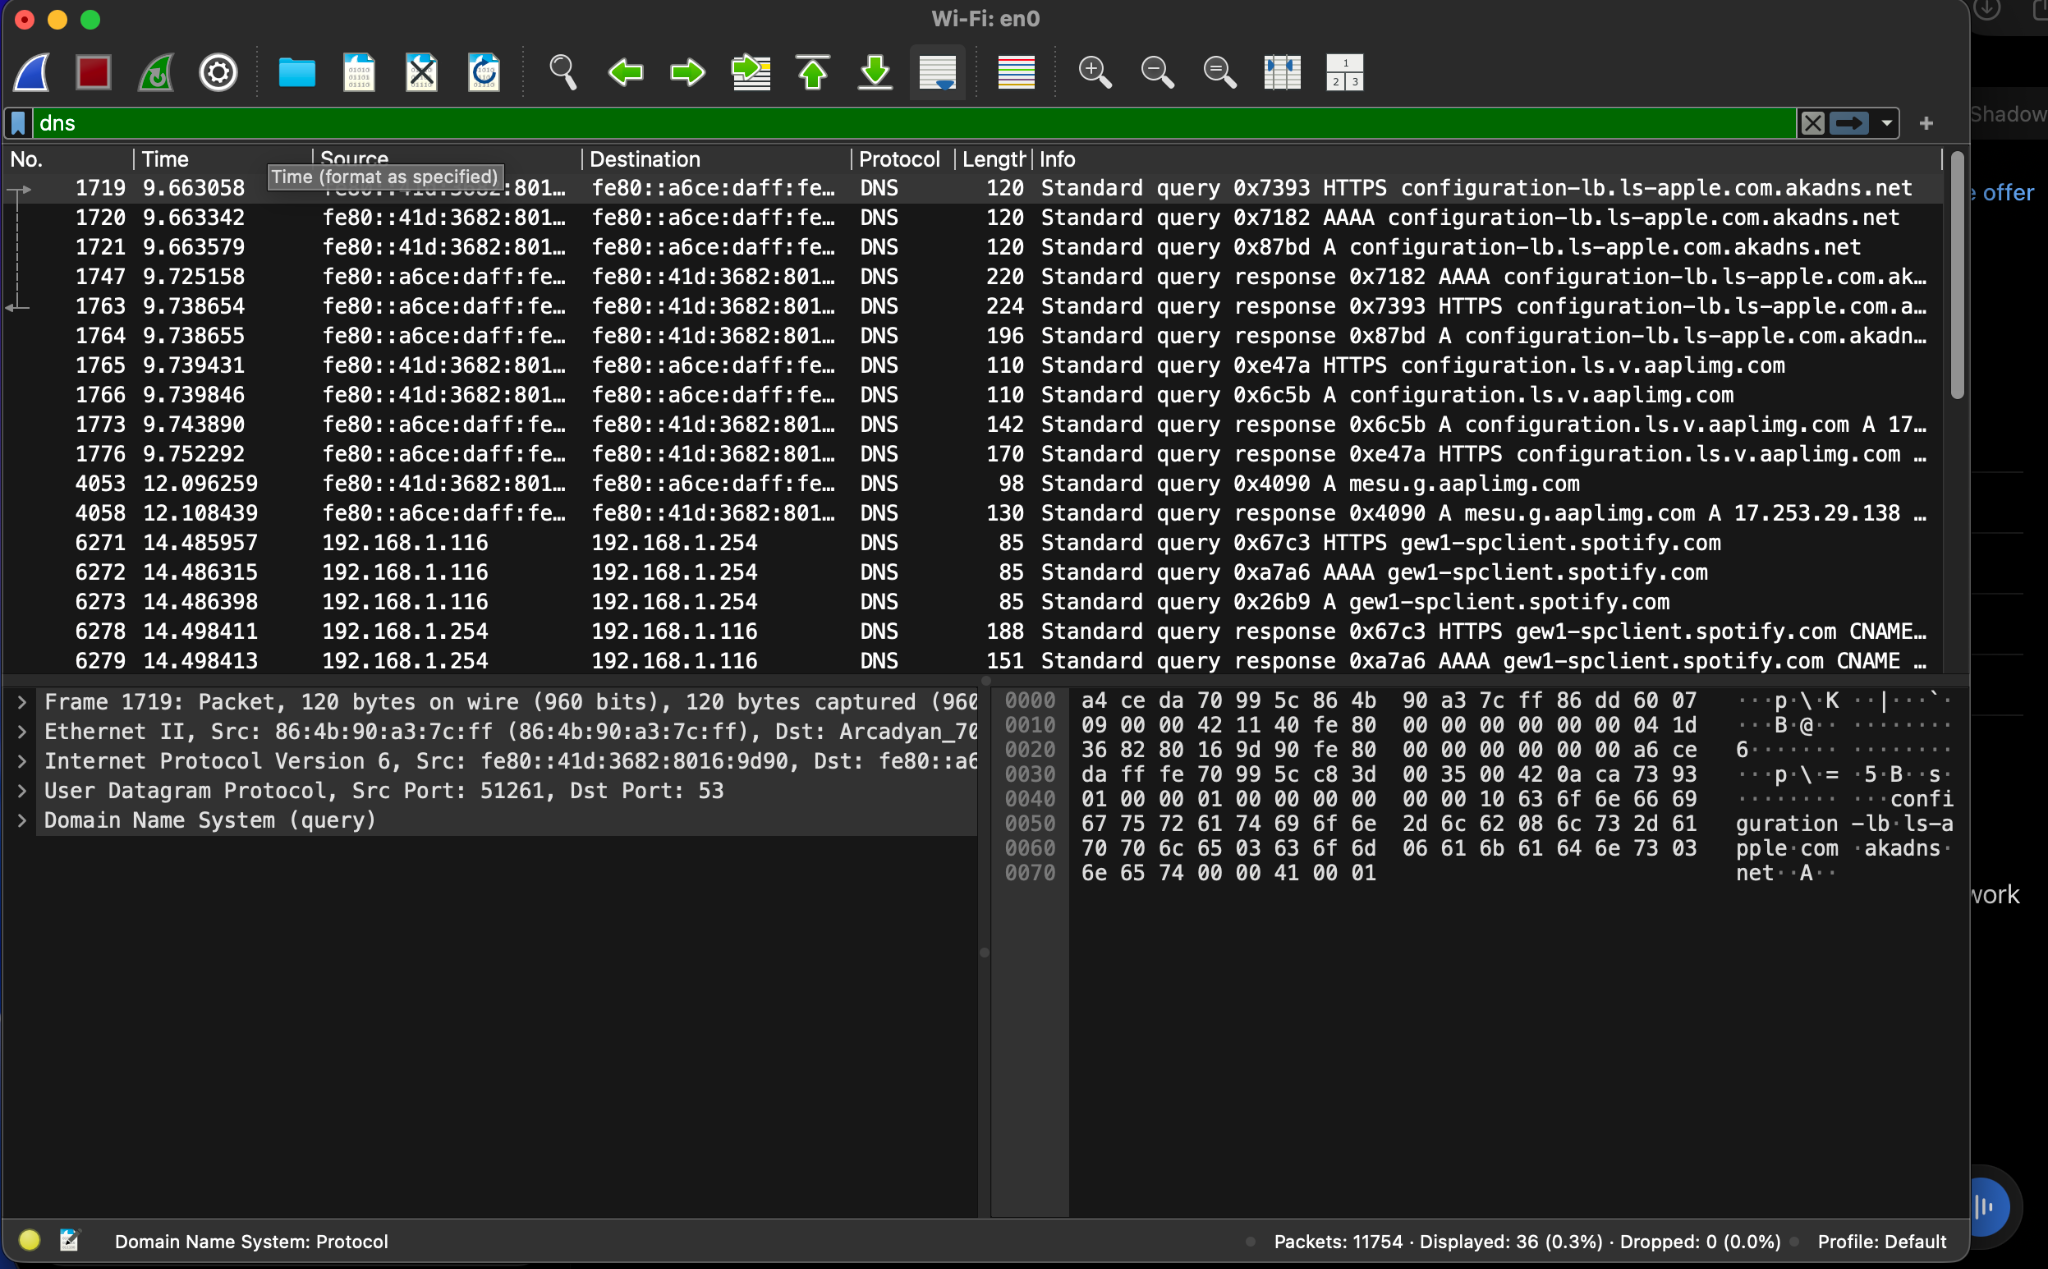 Wi-Fi: en0
dns
Shadow
No. Time Source Destination Protocol Length Info
Time (format as specified)
1719 9.663058 fe80::41d:3682:801… fe80::a6ce:daff:fe… DNS 120 Standard query 0x7393 HTTPS configuration-lb.ls-apple.com.akadns.net
offer
1720 9.663342 fe80::41d:3682:801… fe80::a6ce:daff:fe… DNS 120 Standard query 0x7182 AAAA configuration-lb.ls-apple.com.akadns.net
1721 9.663579 fe80::41d:3682:801… fe80::a6ce:daff:fe… DNS 120 Standard query 0x87bd A configuration-lb.ls-apple.com.akadns.net
1747 9.725158 fe80::a6ce:daff:fe… fe80::41d:3682:801… DNS 220 Standard query response 0x7182 AAAA configuration-lb.ls-apple.com.ak…
1763 9.738654 fe80::a6ce:daff:fe… fe80::41d:3682:801… DNS 224 Standard query response 0x7393 HTTPS configuration-lb.ls-apple.com.a…
1764 9.738655 fe80::a6ce:daff:fe… fe80::41d:3682:801… DNS 196 Standard query response 0x87bd A configuration-lb.ls-apple.com.akadn…
1765 9.739431 fe80::41d:3682:801… fe80::a6ce:daff:fe… DNS 110 Standard query 0xe47a HTTPS configuration.ls.v.aaplimg.com
1766 9.739846 fe80::41d:3682:801… fe80::a6ce:daff:fe… DNS 110 Standard query 0x6c5b A configuration.ls.v.aaplimg.com
1773 9.743890 fe80::a6ce:daff:fe… fe80::41d:3682:801… DNS 142 Standard query response 0x6c5b A configuration.ls.v.aaplimg.com A 17…
1776 9.752292 fe80::a6ce:daff:fe… fe80::41d:3682:801… DNS 170 Standard query response 0xe47a HTTPS configuration.ls.v.aaplimg.com …
4053 12.096259 fe80::41d:3682:801… fe80::a6ce:daff:fe… DNS 98 Standard query 0x4090 A mesu.g.aaplimg.com
4058 12.108439 fe80::a6ce:daff:fe… fe80::41d:3682:801… DNS 130 Standard query response 0x4090 A mesu.g.aaplimg.com A 17.253.29.138 …
6271 14.485957 192.168.1.116 192.168.1.254 DNS 85 Standard query 0x67c3 HTTPS gew1-spclient.spotify.com
6272 14.486315 192.168.1.116 192.168.1.254 DNS 85 Standard query 0xa7a6 AAAA gew1-spclient.spotify.com
6273 14.486398 192.168.1.116 192.168.1.254 DNS 85 Standard query 0x26b9 A gew1-spclient.spotify.com
6278 14.498411 192.168.1.254 192.168.1.116 DNS 188 Standard query response 0x67c3 HTTPS gew1-spclient.spotify.com CNAME…
6279 14.498413 192.168.1.254 192.168.1.116 DNS 151 Standard query response 0xa7a6 AAAA gew1-spclient.spotify.com CNAME …
Frame 1719: Packet, 120 bytes on wire (960 bits), 120 bytes captured (960
Ethernet II, Src: 86:4b:90:a3:7c:ff (86:4b:90:a3:7c:ff), Dst: Arcadyan_70
Internet Protocol Version 6, Src: fe80::41d:3682:8016:9d90, Dst: fe80::a6
User Datagram Protocol, Src Port: 51261, Dst Port: 53
Domain Name System (query)
0000 a4 ce da 70 99 5c 86 4b 90 a3 7c ff 86 dd 60 07 ···p·\·K ··|···`·
0010 09 00 00 42 11 40 fe 80 00 00 00 00 00 00 04 1d ···B·@·· ········
0020 36 82 80 16 9d 90 fe 80 00 00 00 00 00 00 a6 ce 6······· ········
0030 da ff fe 70 99 5c c8 3d 00 35 00 42 0a ca 73 93 ···p·\·= ·5·B··s·
0040 01 00 00 01 00 00 00 00 00 00 10 63 6f 6e 66 69 ········ ···confi
0050 67 75 72 61 74 69 6f 6e 2d 6c 62 08 6c 73 2d 61 guration -lb·ls-a
0060 70 70 6c 65 03 63 6f 6d 06 61 6b 61 64 6e 73 03 pple·com ·akadns·
0070 6e 65 74 00 00 41 00 01 net··A··
work
Domain Name System: Protocol
Packets: 11754 · Displayed: 36 (0.3%) · Dropped: 0 (0.0%)
Profile: Default